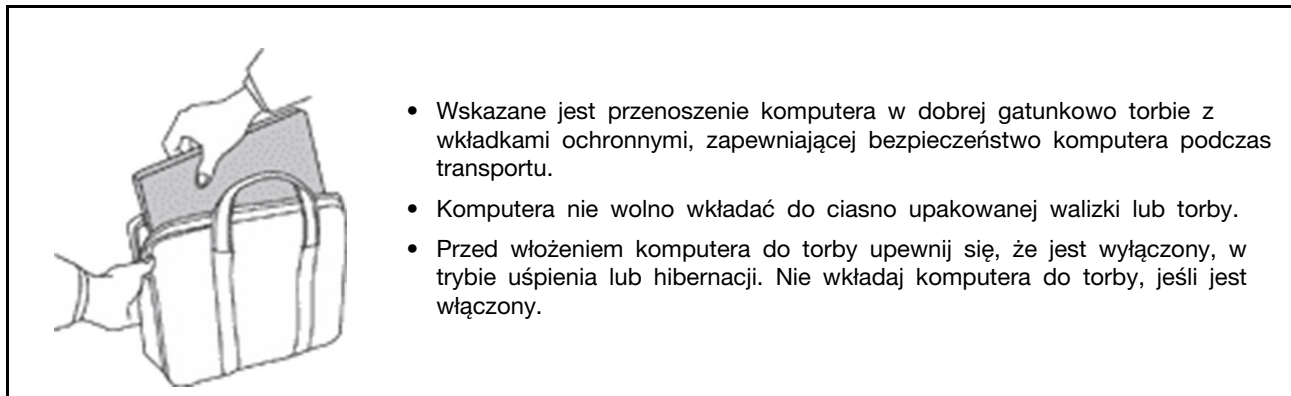 • Wskazane jest przenoszenie komputera w dobrej gatunkowo torbie z
wkładkami ochronnymi, zapewniającej bezpieczeństwo komputera podczas
transportu.
• Komputera nie wolno wkładać do ciasno upakowanej walizki lub torby.
• Przed włożeniem komputera do torby upewnij się, że jest wyłączony, w
trybie uśpienia lub hibernacji. Nie wkładaj komputera do torby, jeśli jest
włączony.